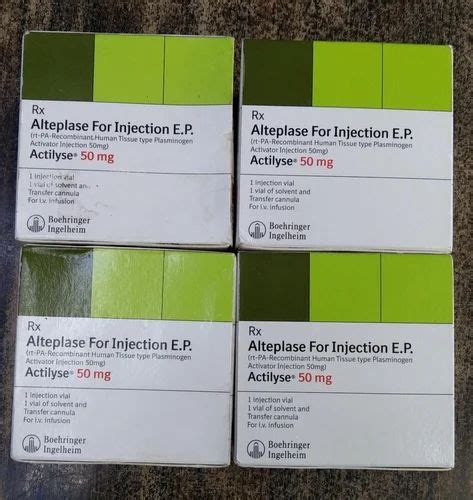 Rx
Alteplase For Injection E.P.
(rt-PA-Recombinant Human Tissue type Plasminogen
Activator Injection 50mg)
Actilyse® 50 mg
1 injection vial
1 vial of solvent and
Transfer cannula
For i.v. infusion
Boehringer
Ingelheim
Rx
Alteplase For Injection E.P.
(rt-PA-Recombinant Human Tissue type Plasminogen
Activator Injection 50mg)
Actilyse® 50 mg
1 injection vial
1 vial of solvent and
Transfer cannula
For i.v. infusion
Boehringer
Ingelheim
Rx
Alteplase For Injection E.P.
(rt-PA-Recombinant Human Tissue type Plasminogen
Activator Injection 50mg)
Actilyse® 50 mg
1 injection vial
1 vial of solvent and
Transfer cannula
For i.v. infusion
Boehringer
Ingelheim
Rx
Alteplase For Injection E.P.
(rt-PA-Recombinant Human Tissue type Plasminogen
Activator Injection 50mg)
Actilyse® 50 mg
1 injection vial
1 vial of solvent and
Transfer cannula
For i.v. infusion
Boehringer
Ingelheim